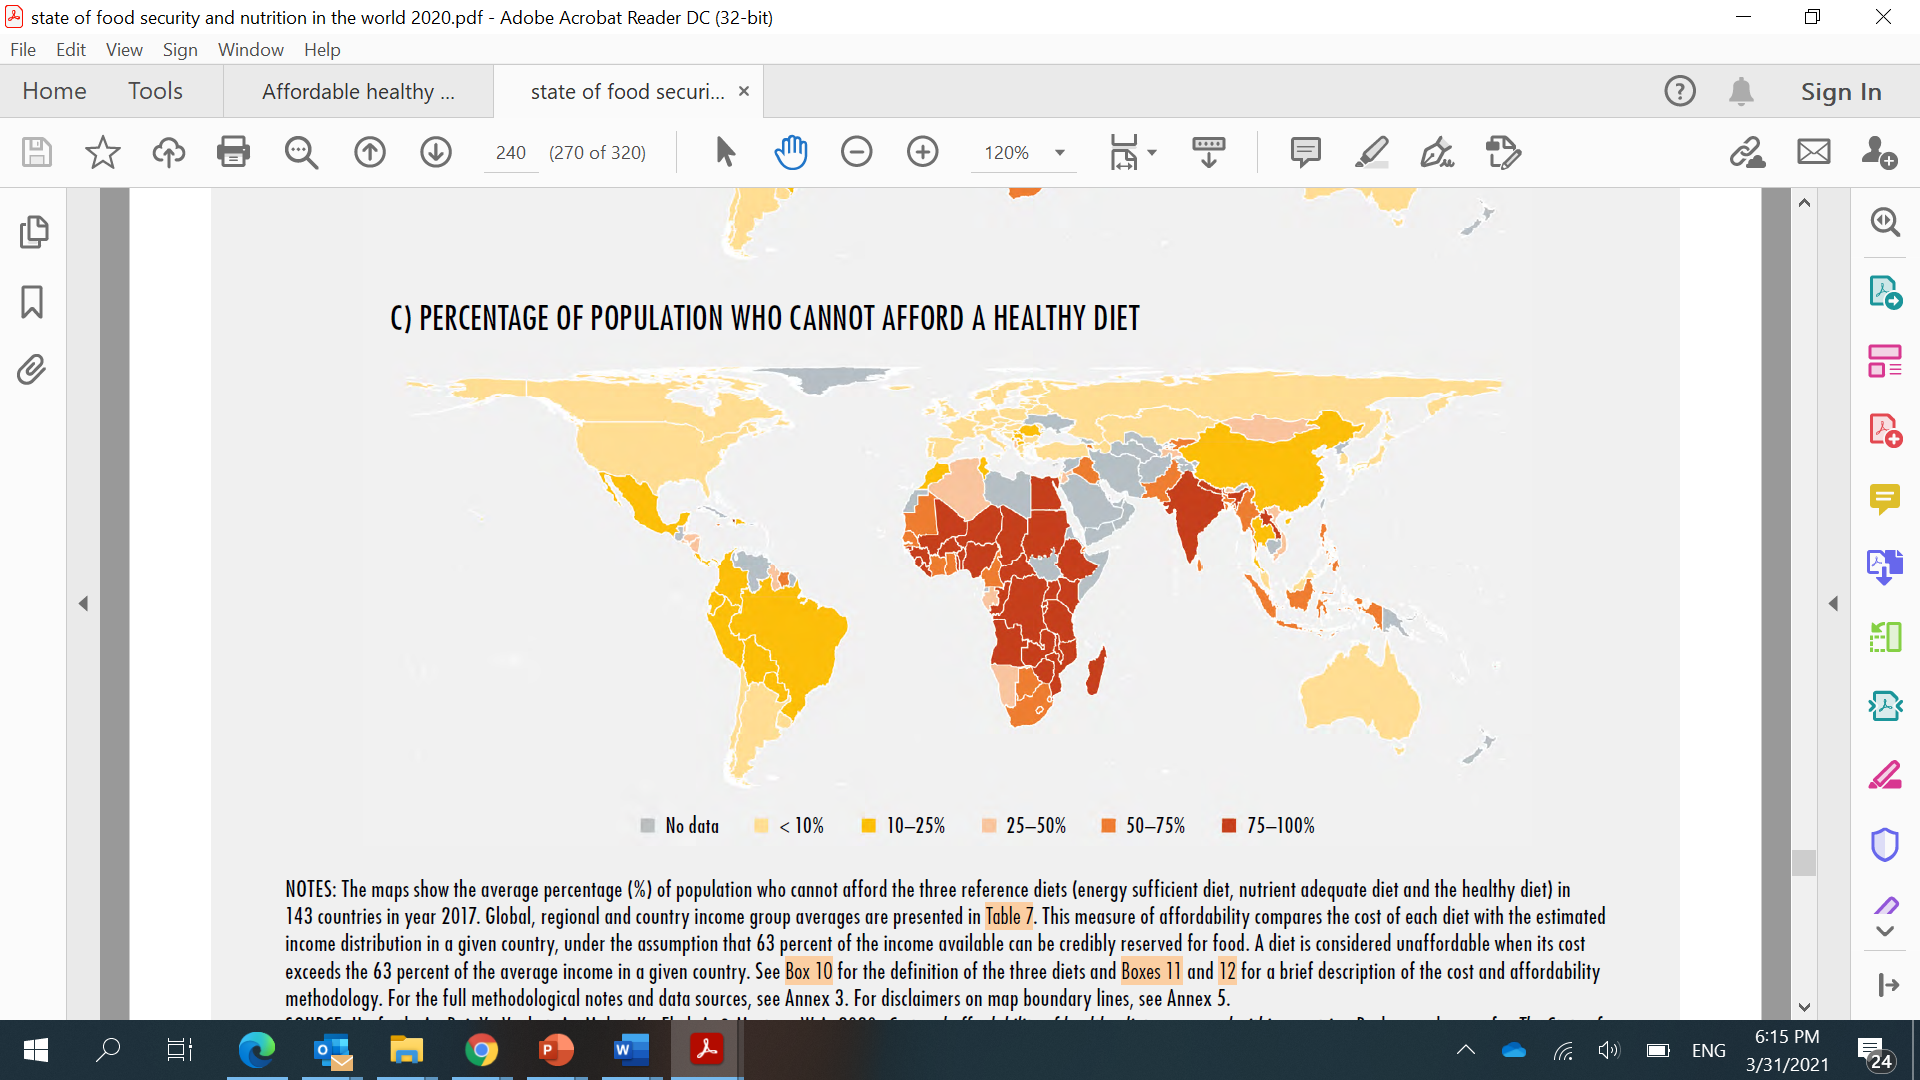 state of food security and nutrition in the world 2020.pdf - Adobe Acrobat Reader DC (32-bit)
File Edit View Sign Window Help
Home Tools Affordable healthy ... state of food securi... Sign In
240 (270 of 320) 120%
C) PERCENTAGE OF POPULATION WHO CANNOT AFFORD A HEALTHY DIET
No data < 10% 10–25% 25–50% 50–75% 75–100%
NOTES: The maps show the average percentage (%) of population who cannot afford the three reference diets (energy sufficient diet, nutrient adequate diet and the healthy diet) in
143 countries in year 2017. Global, regional and country income group averages are presented in Table 7. This measure of affordability compares the cost of each diet with the estimated
income distribution in a given country, under the assumption that 63 percent of the income available can be credibly reserved for food. A diet is considered unaffordable when its cost
exceeds the 63 percent of the average income in a given country. See Box 10 for the definition of the three diets and Boxes 11 and 12 for a brief description of the cost and affordability
methodology. For the full methodological notes and data sources, see Annex 3. For disclaimers on map boundary lines, see Annex 5.
ENG
6:15 PM
3/31/2021
24